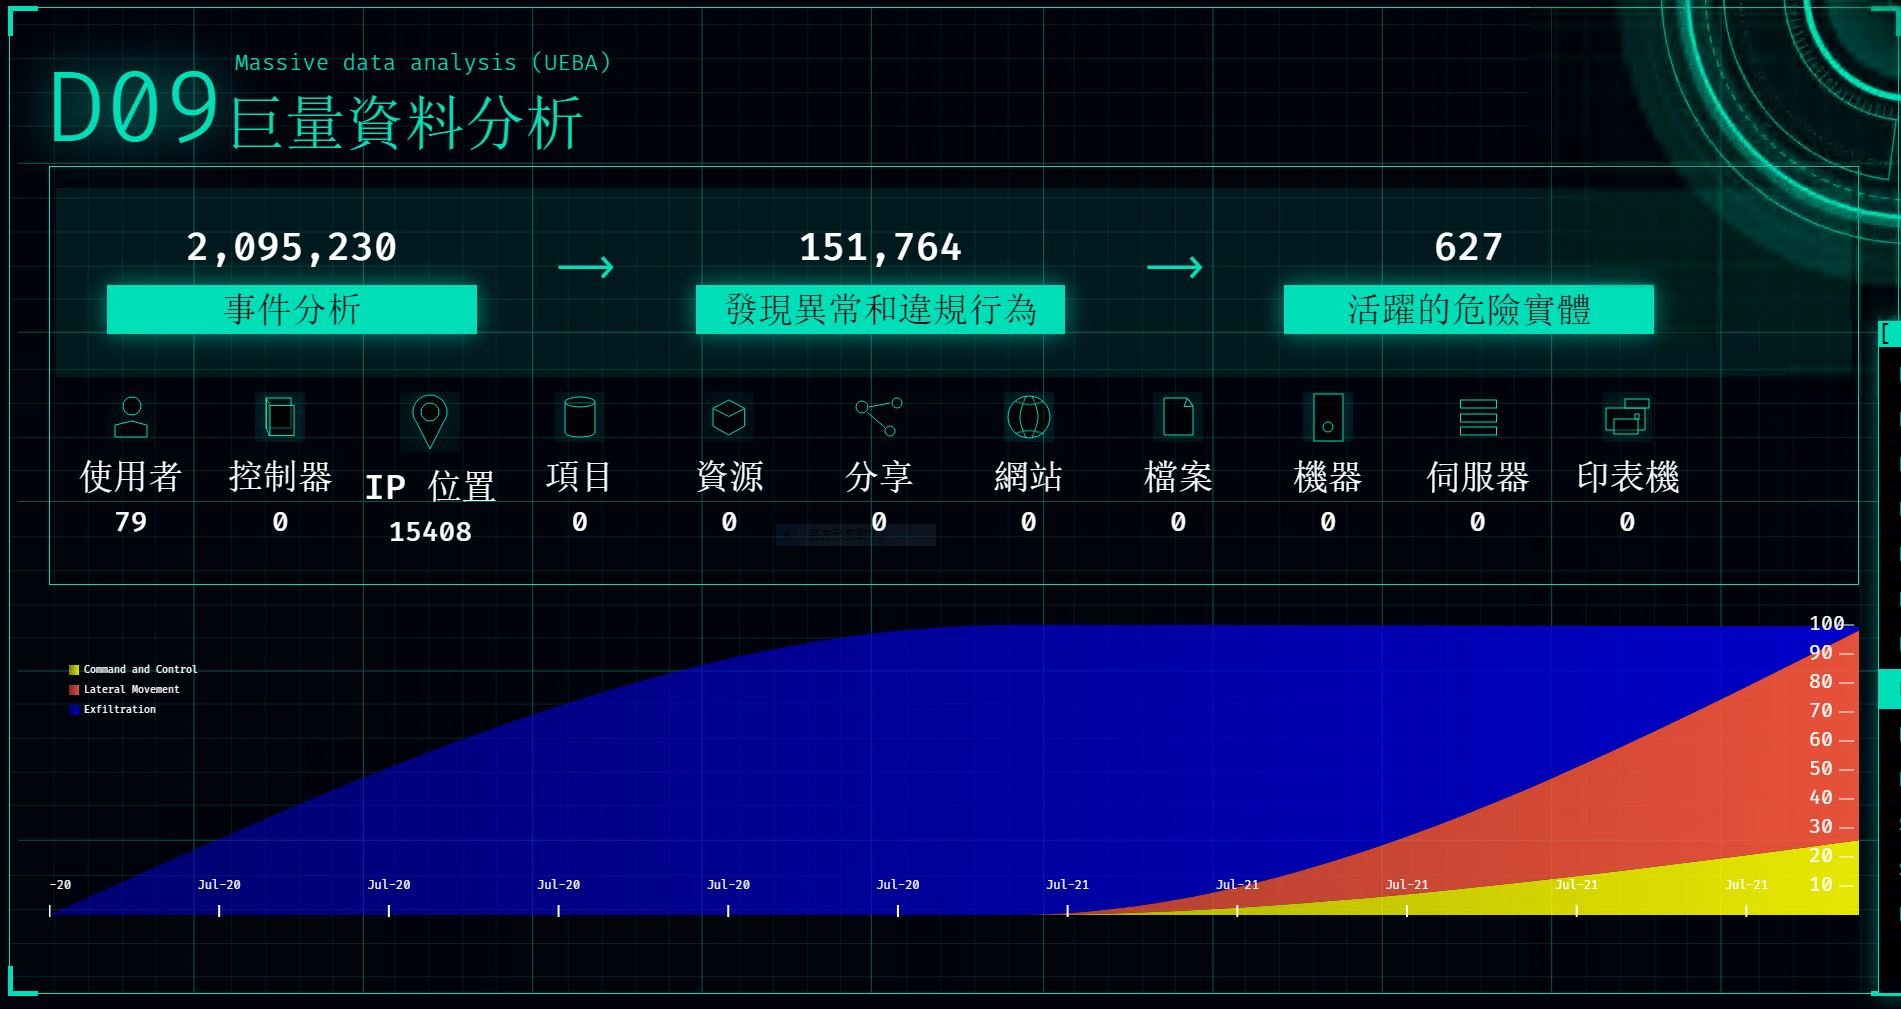 Massive data analysis (UEBA)
D09 巨量資料分析
2,095,230
事件分析
→
151,764
發現異常和違規行為
→
627
活躍的危險實體
使用者
79
控制器
0
IP 位置
15408
項目
0
資源
0
分享
0
網站
0
檔案
0
機器
0
伺服器
0
印表機
0
Command and Control
Lateral Movement
Exfiltration
100
90
80
70
60
50
40
30
20
10
-20 Jul-20 Jul-20 Jul-20 Jul-20 Jul-20 Jul-21 Jul-21 Jul-21 Jul-21 Jul-21
[